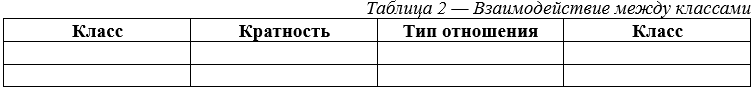 Таблица 2 — Взаимодействие между классами
Класс Кратность Тип отношения Класс